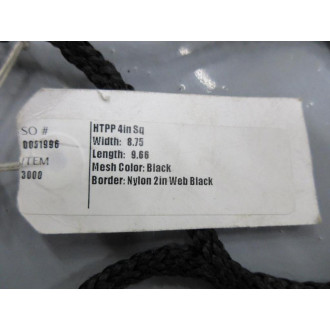 SO #
0031996
ITEM
3000
HTPP 4in Sq
Width: 8.75
Length: 9.66
Mesh Color: Black
Border: Nylon 2in Web Black